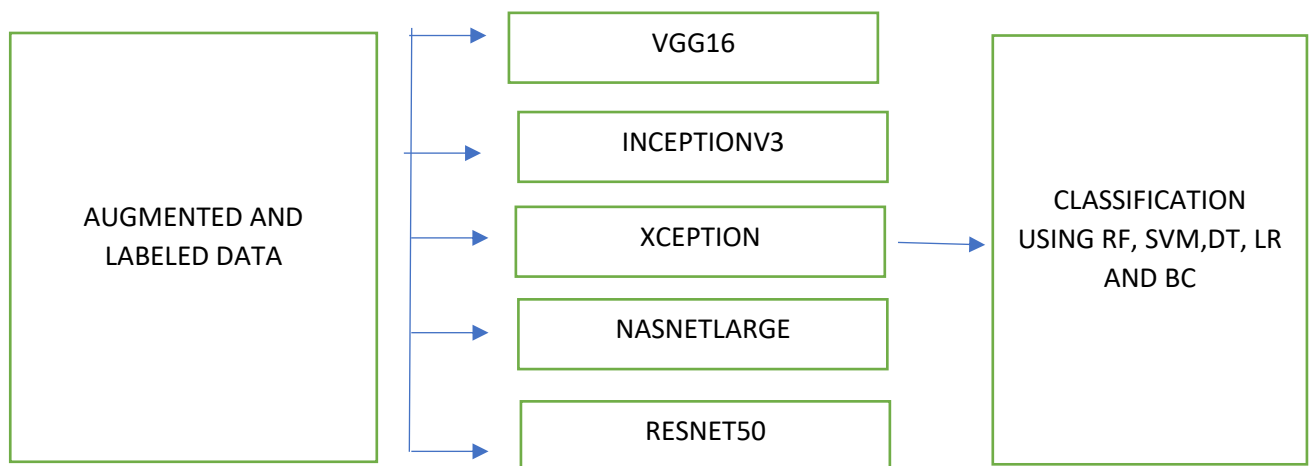 AUGMENTED AND
LABELED DATA
VGG16
INCEPTIONV3
XCEPTION
NASNETLARGE
RESNET50
CLASSIFICATION
USING RF, SVM,DT, LR
AND BC